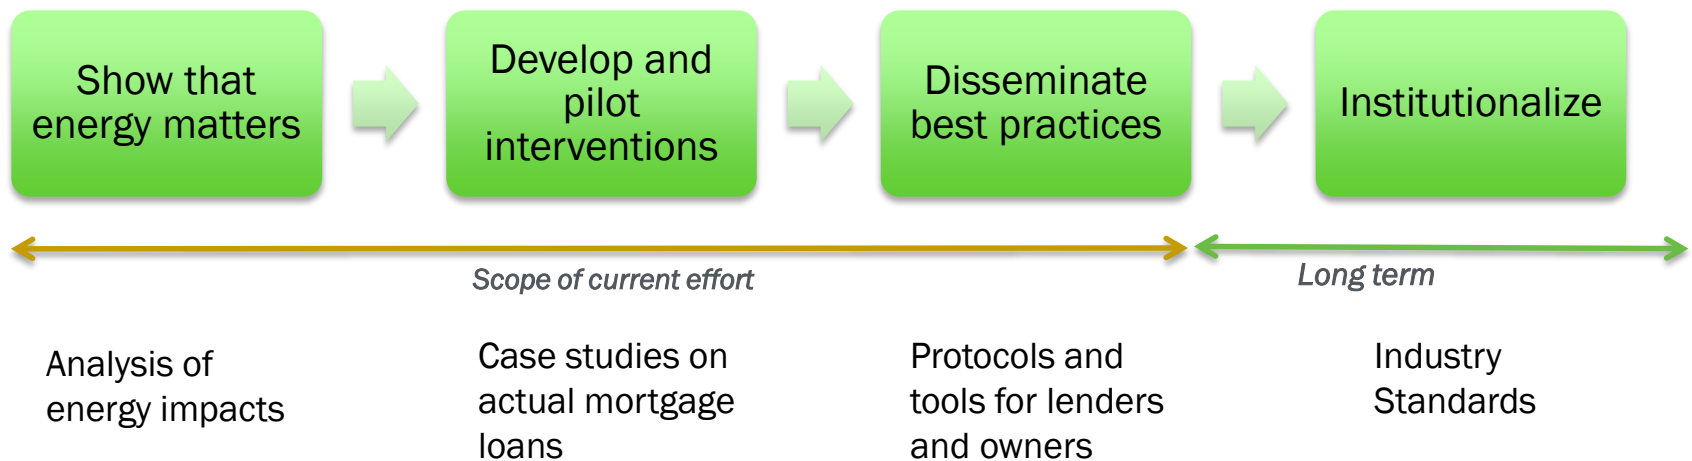 Show that
energy matters
Develop and
pilot
interventions
Disseminate
best practices
Institutionalize
Scope of current effort
Long term
Analysis of
energy impacts
Case studies on
actual mortgage
loans
Protocols and
tools for lenders
and owners
Industry
Standards